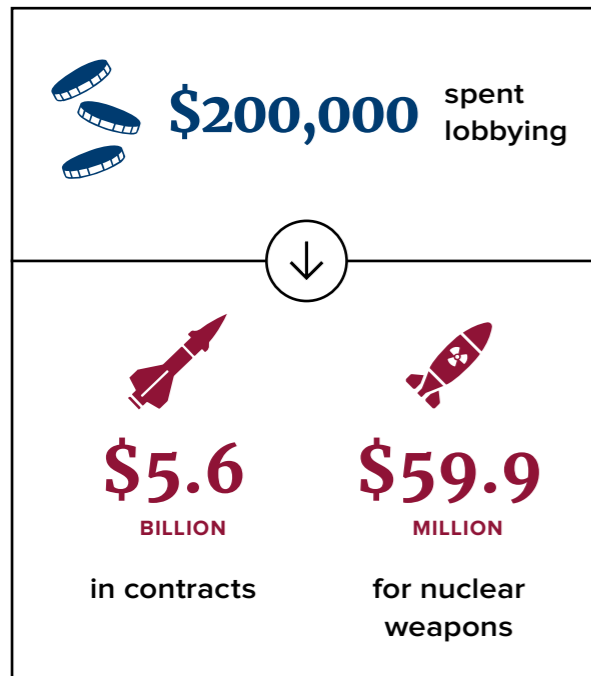 $200,000
spent
lobbying
$5.6
BILLION
in contracts
$59.9
MILLION
for nuclear
weapons